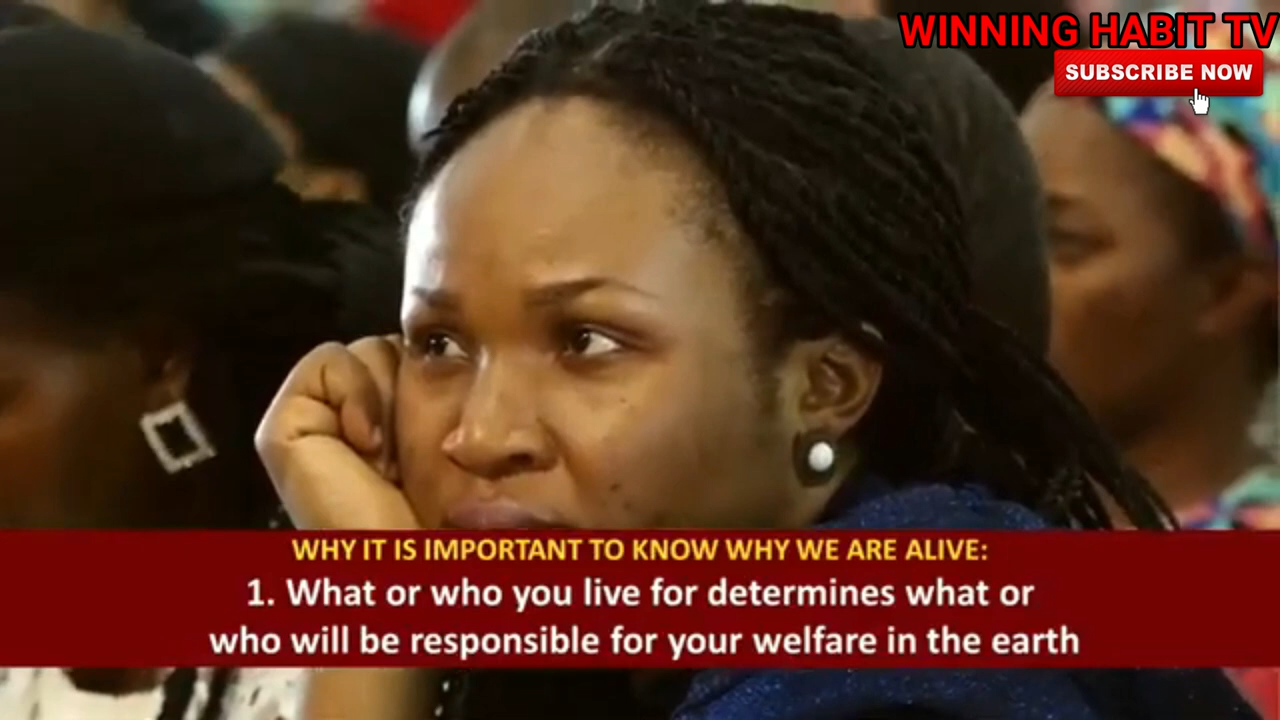 WINNING HABIT TV
SUBSCRIBE NOW
WHY IT IS IMPORTANT TO KNOW WHY WE ARE ALIVE:
1. What or who you live for determines what or
who will be responsible for your welfare in the earth